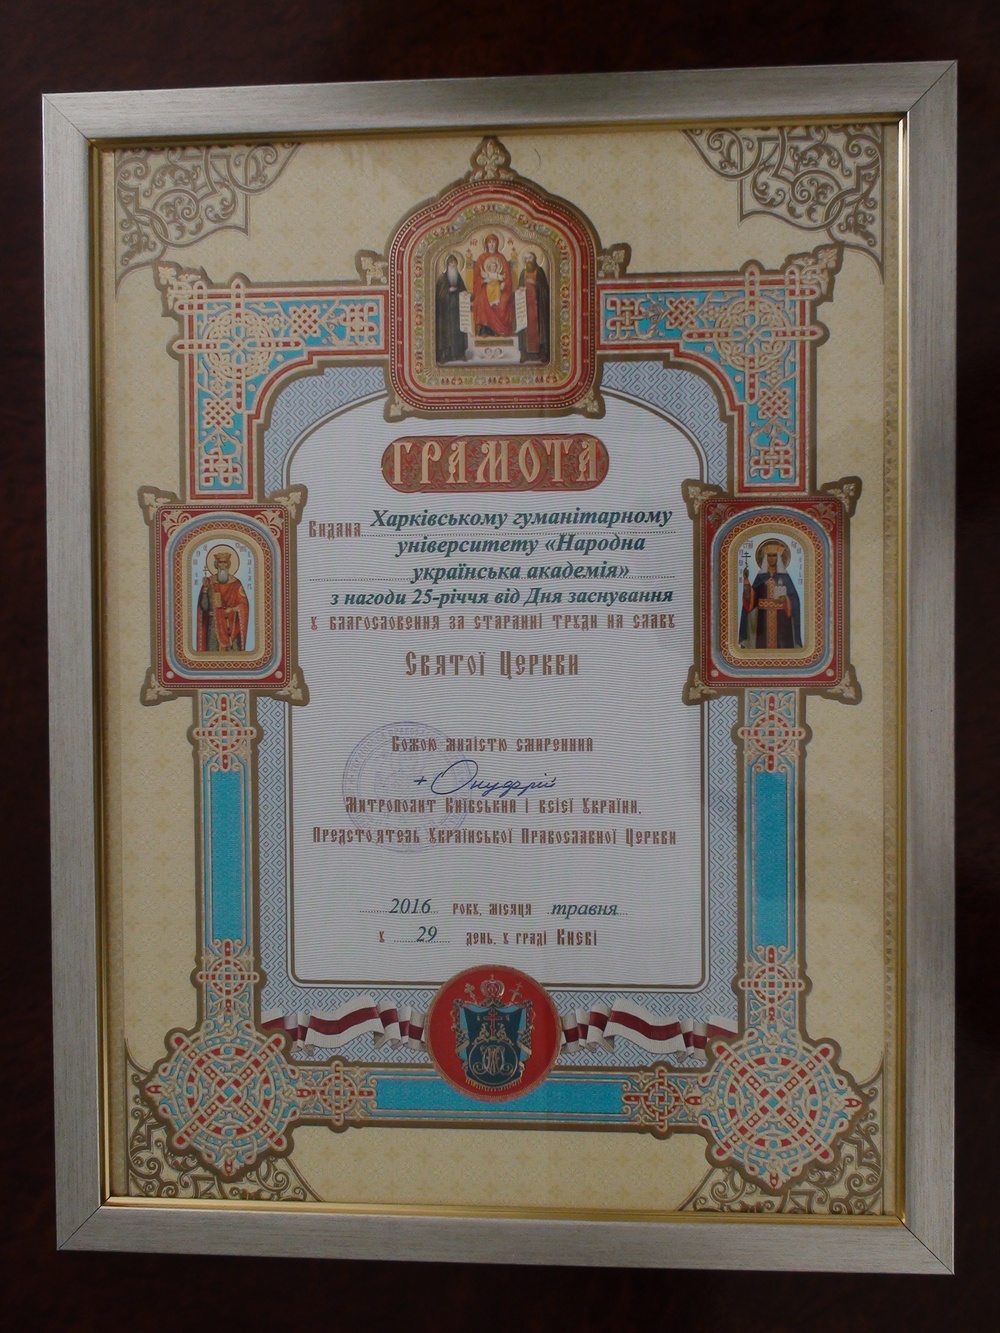 ГРАМОТА
Видана Харківському гуманітарному
університету «Народна
українська академія»
з нагоди 25-річчя від Дня заснування
у благословення за старанні труди на славу
Святої Церкви
Божою милістю смиренний
+ Онуфрій
Митрополит Київський і всієї України,
Предстоятель Української Православної Церкви
2016 року, місяця травня
у 29 день, у граді Києві